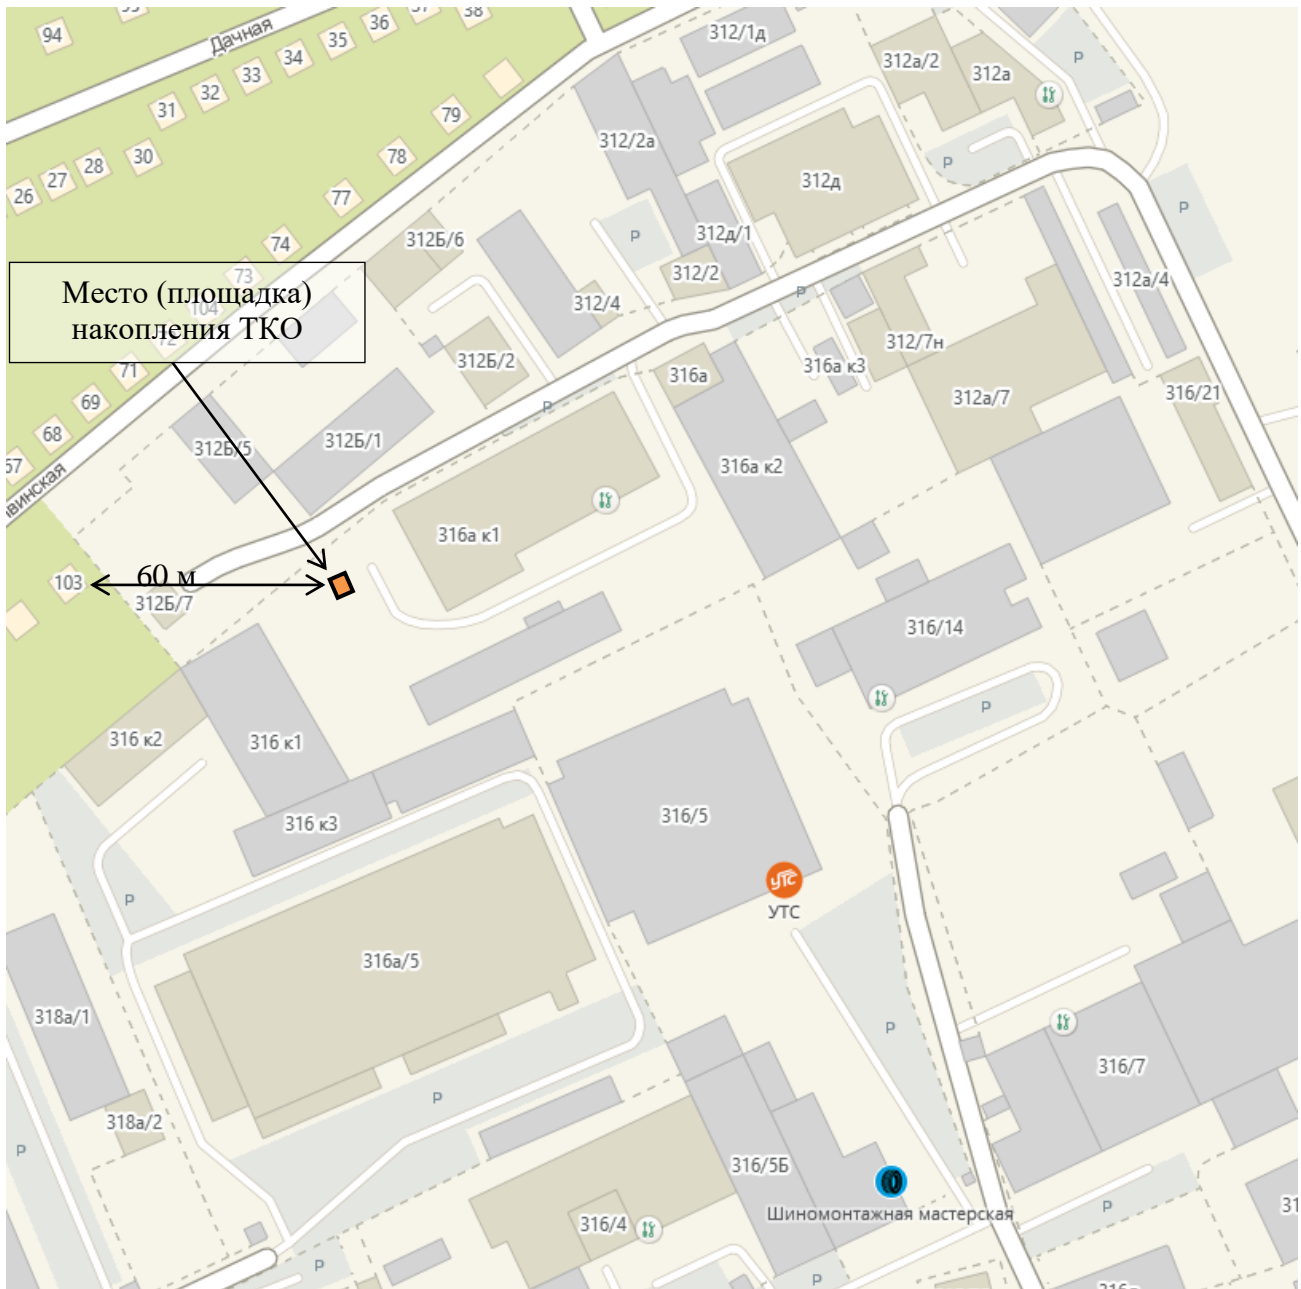 38
36
94
35
Дачная
34
33
32
31
312/1д
312а/2
312а
P
79
312/2а
78
30
28
27
26
77
312д
P
P
74
312Б/6
P
312д/1
73
312/2
312а/4
Место (площадка)
накопления ТКО
104
312/4
P
72
71
312Б/2
316а
316а к3
312/7н
69
P
312а/7
316/21
68
312Б/5
312Б/1
316а к2
316а к1
103
60 м
312Б/7
316/14
P
316 к2
316 к1
316 к3
316/5
УТС
УТС
P
316а/5
318а/1
P
316/7
P
318а/2
P
316/5Б
Шиномонтажная мастерская
P
316/4
P
P